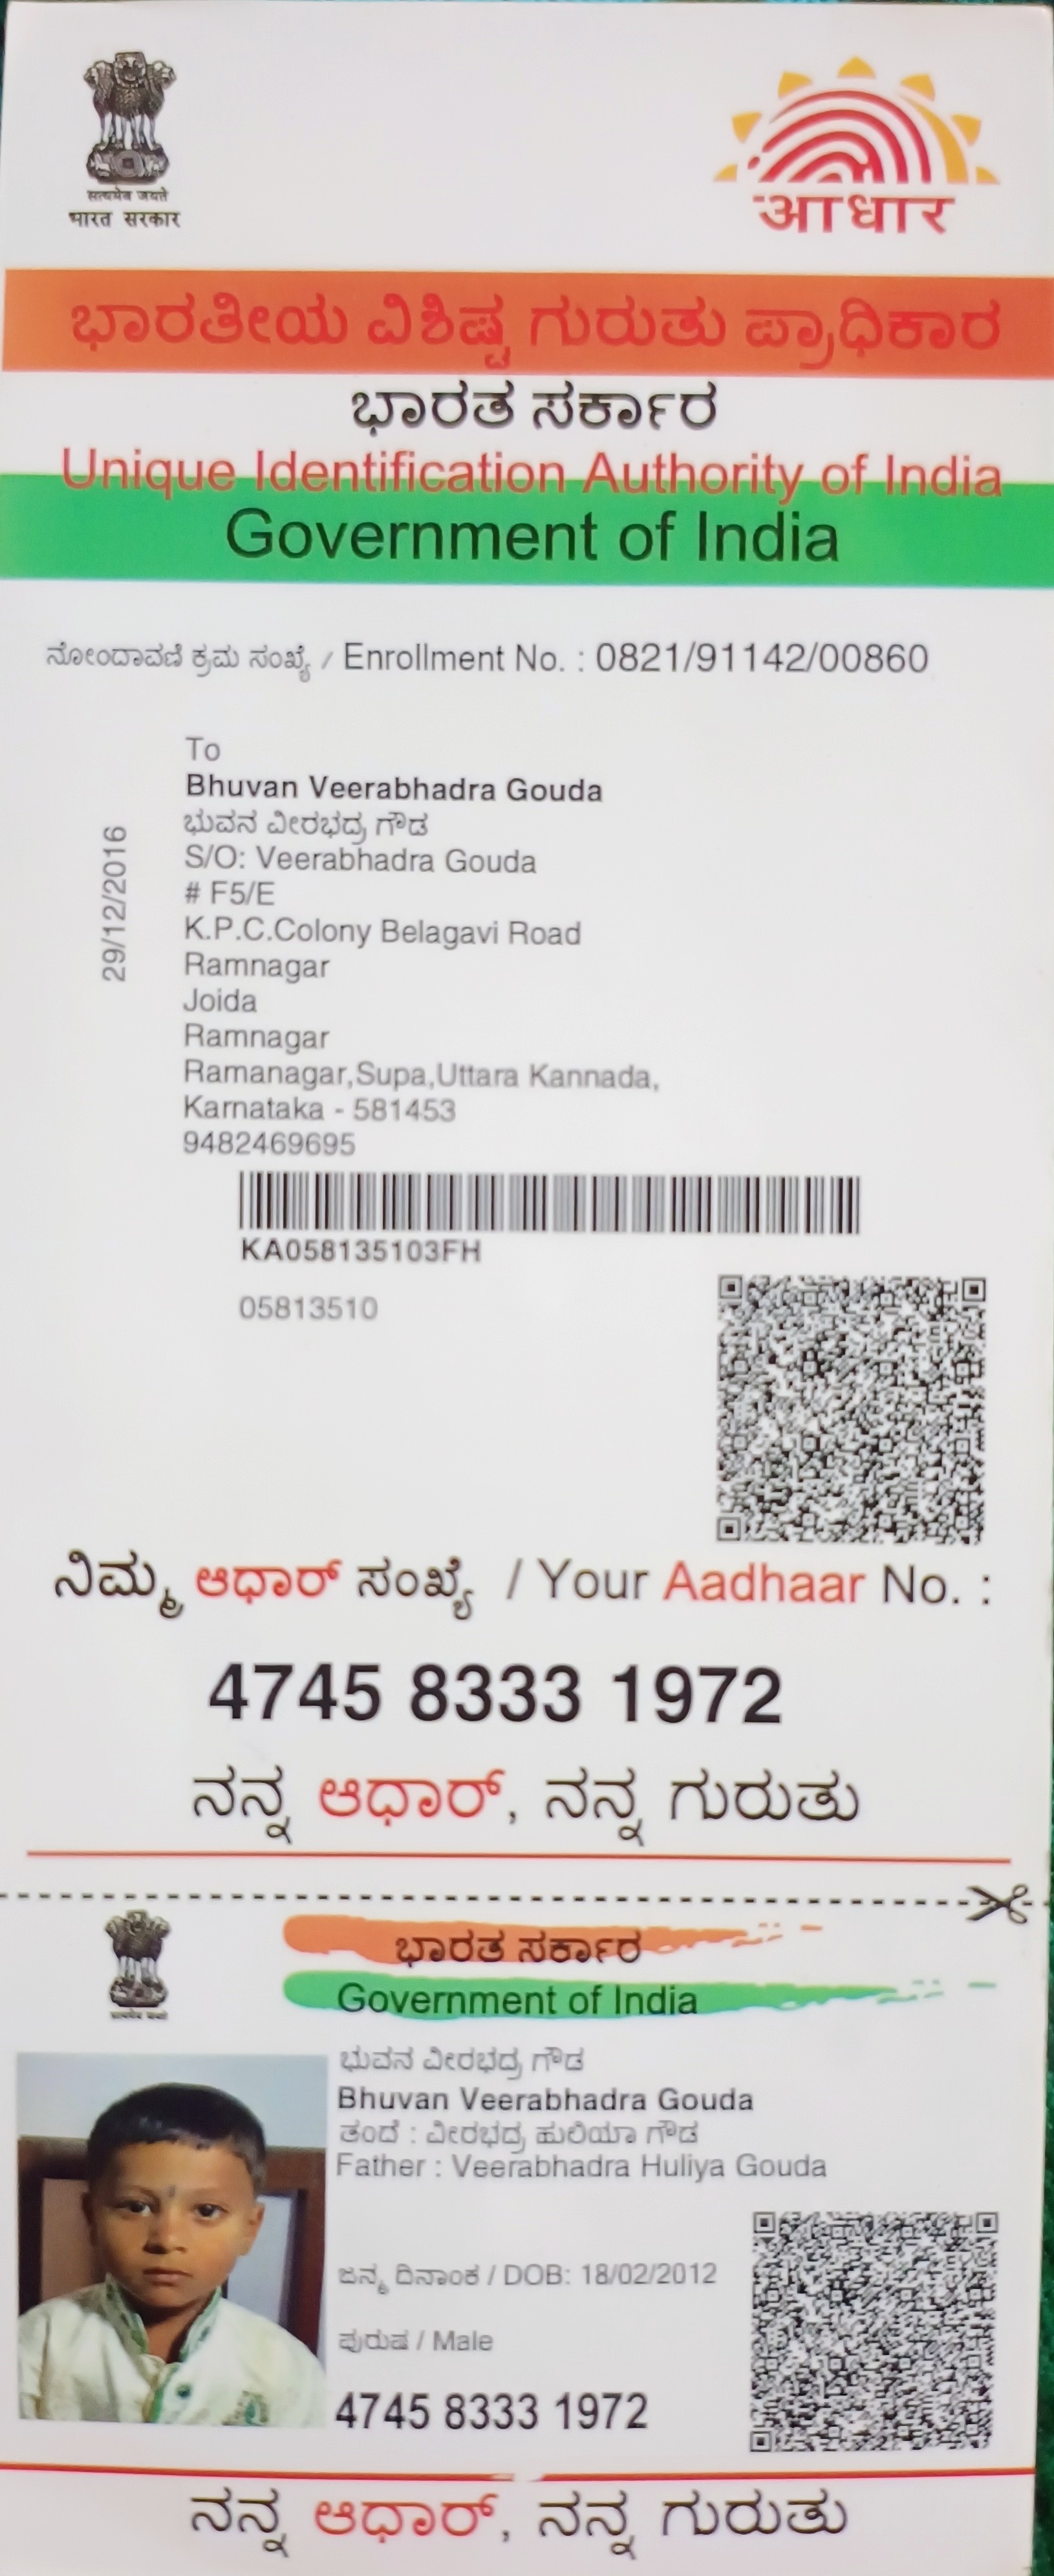 सत्यमेव जयते
भारत सरकार
आधार
ಭಾರತೀಯ ವಿಶಿಷ್ಟ ಗುರುತು ಪ್ರಾಧಿಕಾರ
ಭಾರತ ಸರ್ಕಾರ
Unique Identification Authority of India
Government of India
ನೋಂದಾವಣಿ ಕ್ರಮ ಸಂಖ್ಯೆ / Enrollment No. : 0821/91142/00860
29/12/2016
To
Bhuvan Veerabhadra Gouda
ಭುವನ ವೀರಭದ್ರ ಗೌಡ
S/O: Veerabhadra Gouda
# F5/E
K.P.C.Colony Belagavi Road
Ramnagar
Joida
Ramnagar
Ramanagar,Supa,Uttara Kannada,
Karnataka - 581453
9482469695
KA058135103FH
05813510
ನಿಮ್ಮ ಆಧಾರ್ ಸಂಖ್ಯೆ / Your Aadhaar No. :
4745 8333 1972
ನನ್ನ ಆಧಾರ್, ನನ್ನ ಗುರುತು
ಭಾರತ ಸರ್ಕಾರ
Government of India
ಭುವನ ವೀರಭದ್ರ ಗೌಡ
Bhuvan Veerabhadra Gouda
ತಂದೆ : ವೀರಭದ್ರ ಹುಲಿಯಾ ಗೌಡ
Father : Veerabhadra Huliya Gouda
ಜನ್ಮ ದಿನಾಂಕ / DOB: 18/02/2012
ಪುರುಷ / Male
4745 8333 1972
ನನ್ನ ಆಧಾರ್, ನನ್ನ ಗುರುತು